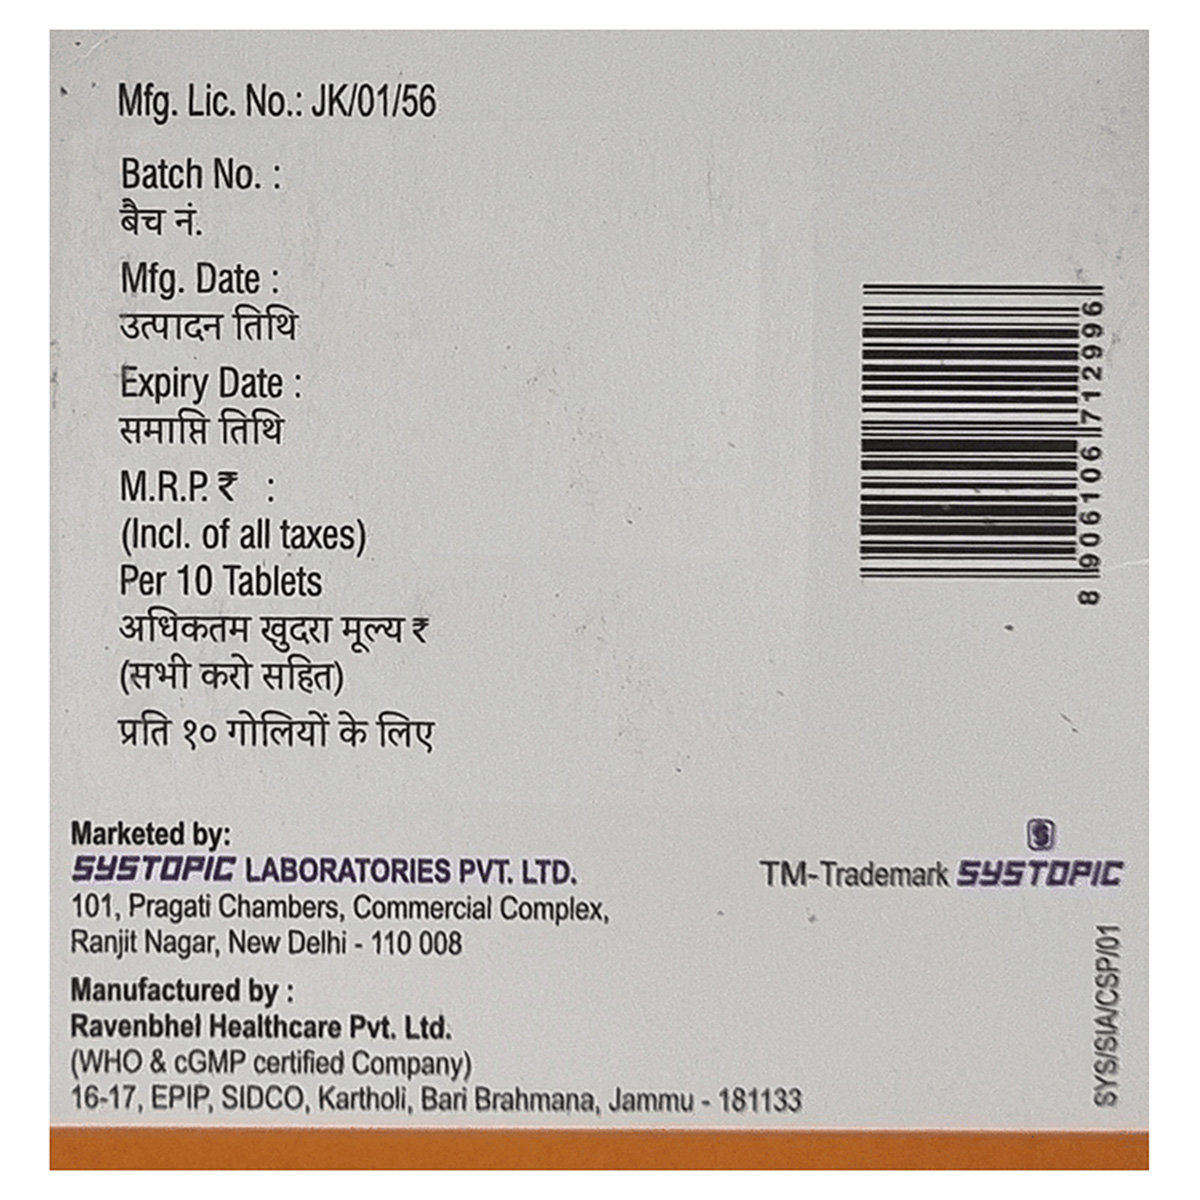 Mfg. Lic. No.: JK/01/56
Batch No. :
बैच नं.
Mfg. Date :
उत्पादन तिथि
Expiry Date :
समाप्ति तिथि
M.R.P. ₹ :
(Incl. of all taxes)
Per 10 Tablets
अधिकतम खुदरा मूल्य ₹
(सभी करो सहित)
प्रति १० गोलियों के लिए
8 906106 712996
Marketed by:
SYSTOPIC LABORATORIES PVT. LTD.
101, Pragati Chambers, Commercial Complex,
Ranjit Nagar, New Delhi - 110 008
S
TM-Trademark SYSTOPIC
Manufactured by :
Ravenbhel Healthcare Pvt. Ltd.
(WHO & cGMP certified Company)
16-17, EPIP, SIDCO, Kartholi, Bari Brahmana, Jammu - 181133
SYS/SIA/CSP/01